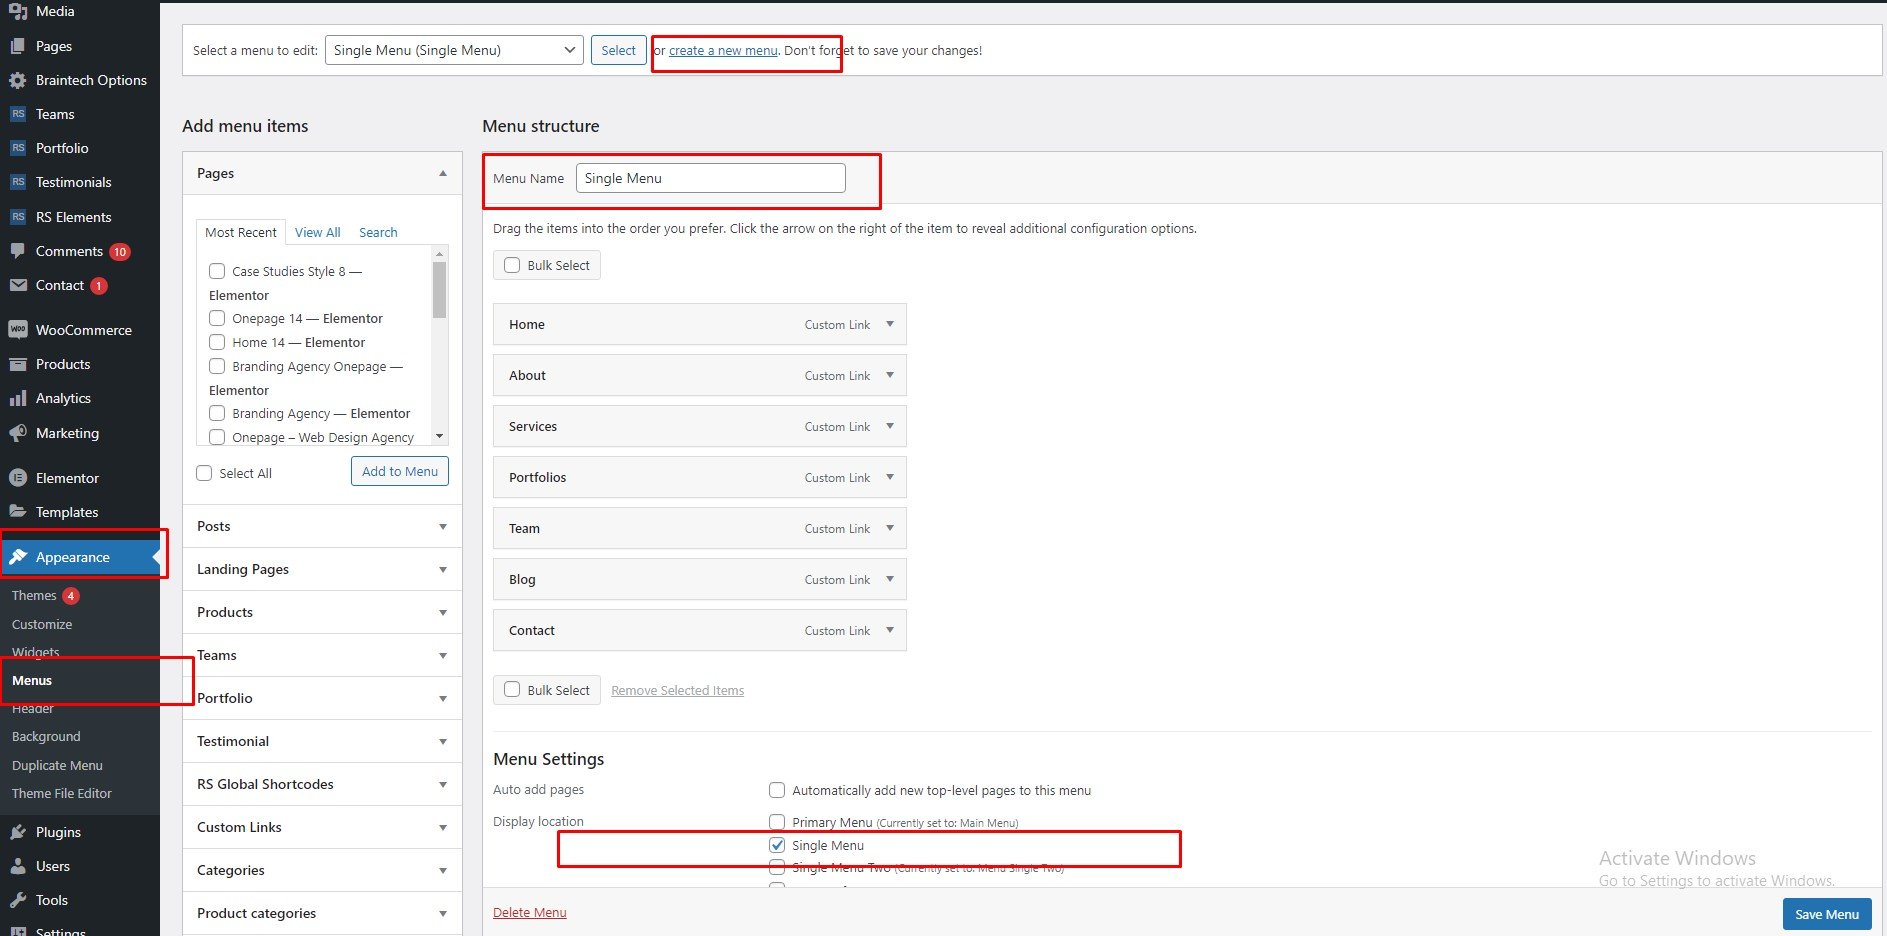 Media
Pages
Braintech Options
RS Teams
RS Portfolio
RS Testimonials
RS RS Elements
Comments 10
Contact 1
Woo WooCommerce
Products
Analytics
Marketing
Elementor
Templates
Appearance
Themes 4
Customize
Widgets
Menus
Header
Background
Duplicate Menu
Theme File Editor
Plugins
Users
Tools
Settings
Select a menu to edit: Single Menu (Single Menu) Select or create a new menu. Don't forget to save your changes!
Add menu items
Pages
Most Recent View All Search
Case Studies Style 8 —
Elementor
Onepage 14 — Elementor
Home 14 — Elementor
Branding Agency Onepage —
Elementor
Branding Agency — Elementor
Onepage – Web Design Agency
Select All Add to Menu
Posts
Landing Pages
Products
Teams
Portfolio
Testimonial
RS Global Shortcodes
Custom Links
Categories
Product categories
Menu structure
Menu Name Single Menu
Drag the items into the order you prefer. Click the arrow on the right of the item to reveal additional configuration options.
Bulk Select
Home Custom Link
About Custom Link
Services Custom Link
Portfolios Custom Link
Team Custom Link
Blog Custom Link
Contact Custom Link
Bulk Select Remove Selected Items
Menu Settings
Auto add pages Automatically add new top-level pages to this menu
Display location Primary Menu (Currently set to: Main Menu)
Single Menu
Single Menu Two (Currently set to: Menu Single Two)
Delete Menu Save Menu
Activate Windows
Go to Settings to activate Windows.